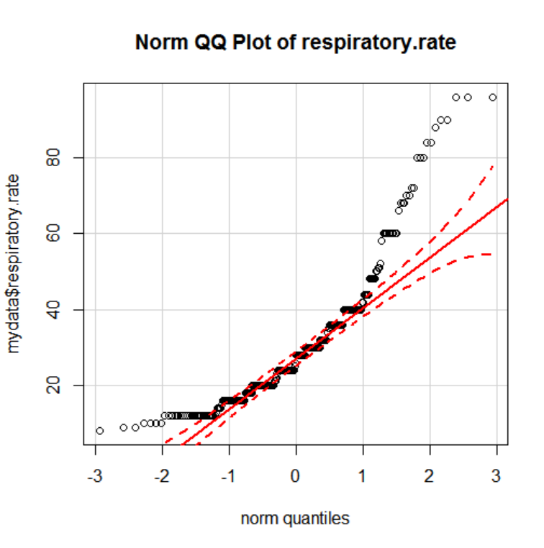 Norm QQ Plot of respiratory.rate
mydata$respiratory.rate
80
60
40
20
-3 -2 -1 0 1 2 3
norm quantiles